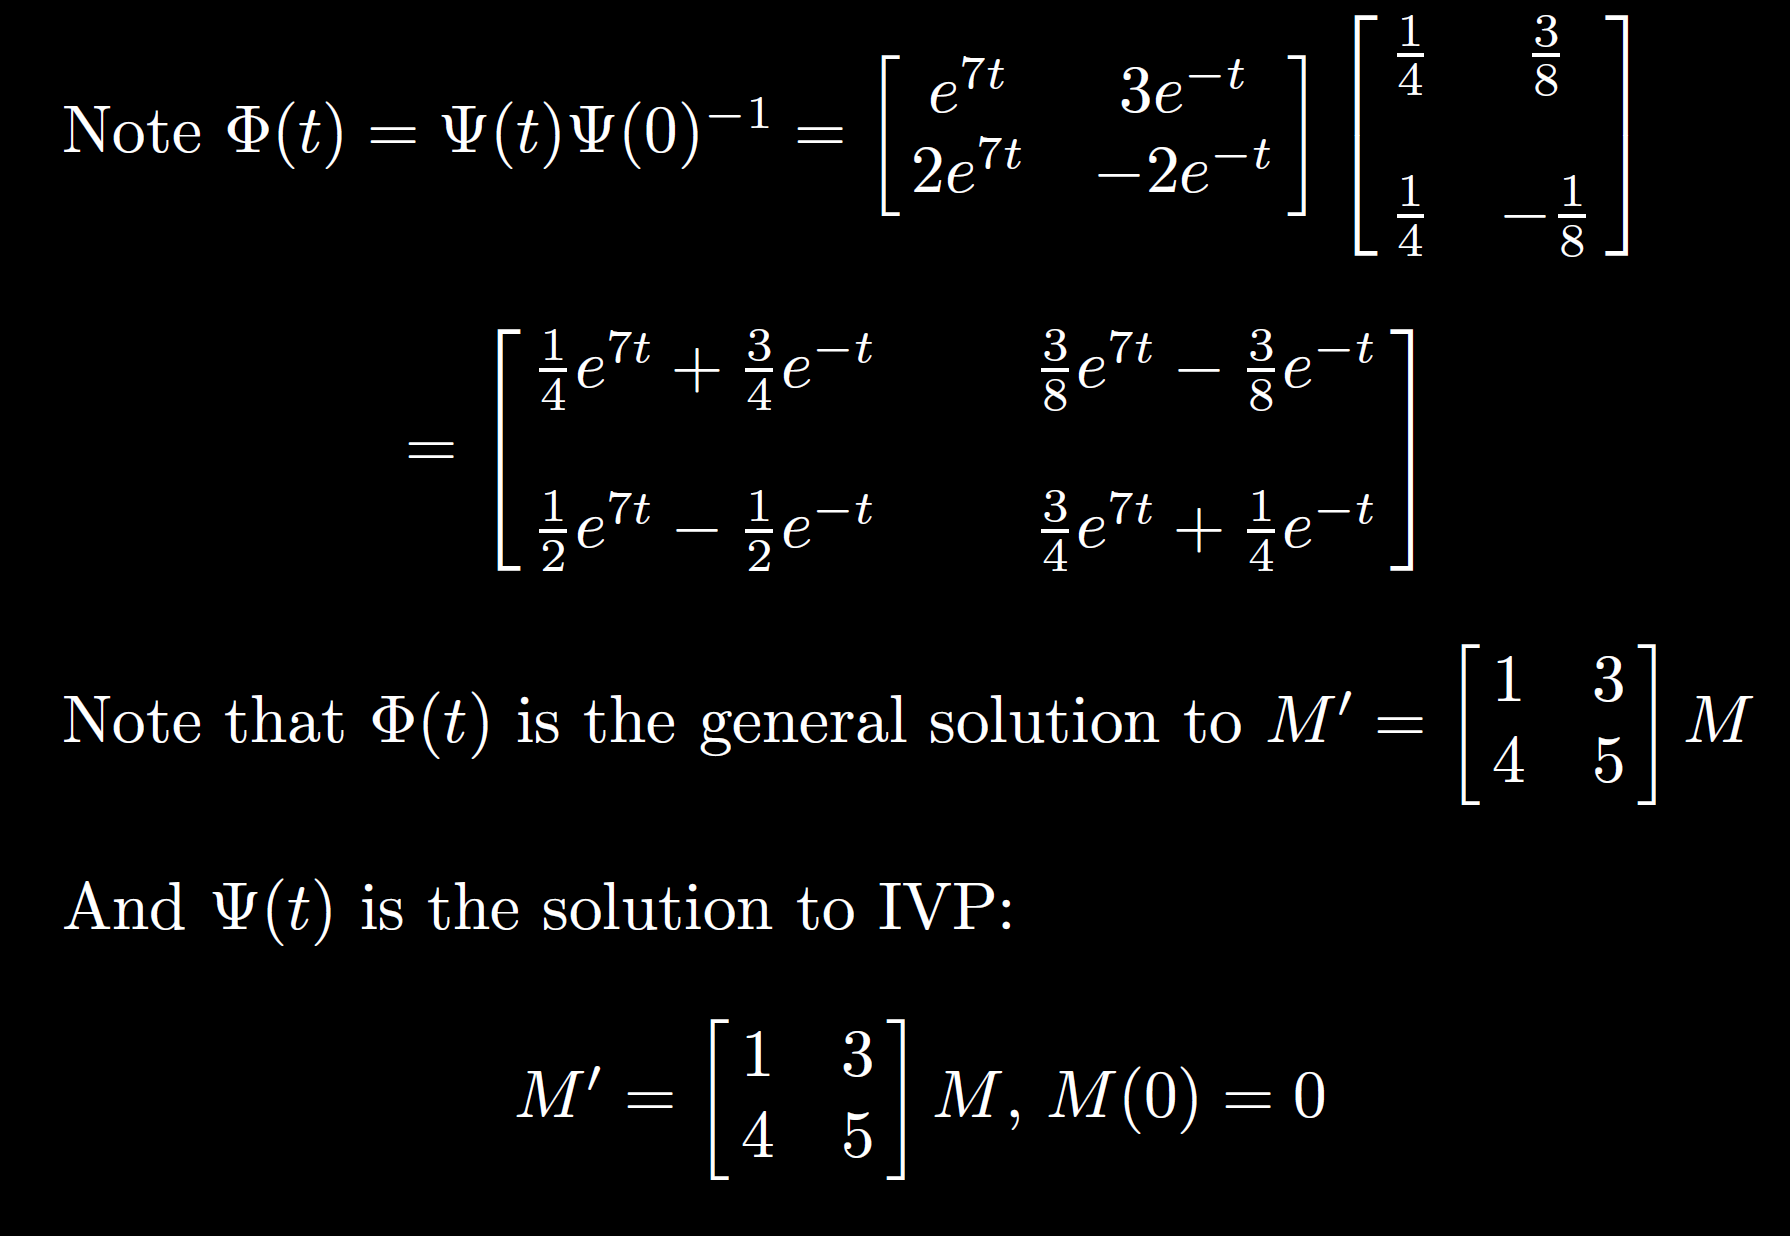 Note Φ(t) = Ψ(t)Ψ(0)⁻¹ = [e^{7t} 3e^{−t}; 2e^{7t} −2e^{−t}] [1/4 3/8; 1/4 −1/8]
= [1/4 e^{7t} + 3/4 e^{−t} 3/8 e^{7t} − 3/8 e^{−t}; 1/2 e^{7t} − 1/2 e^{−t} 3/4 e^{7t} + 1/4 e^{−t}]
Note that Φ(t) is the general solution to M′ = [1 3; 4 5] M
And Ψ(t) is the solution to IVP:
M′ = [1 3; 4 5] M, M(0) = 0